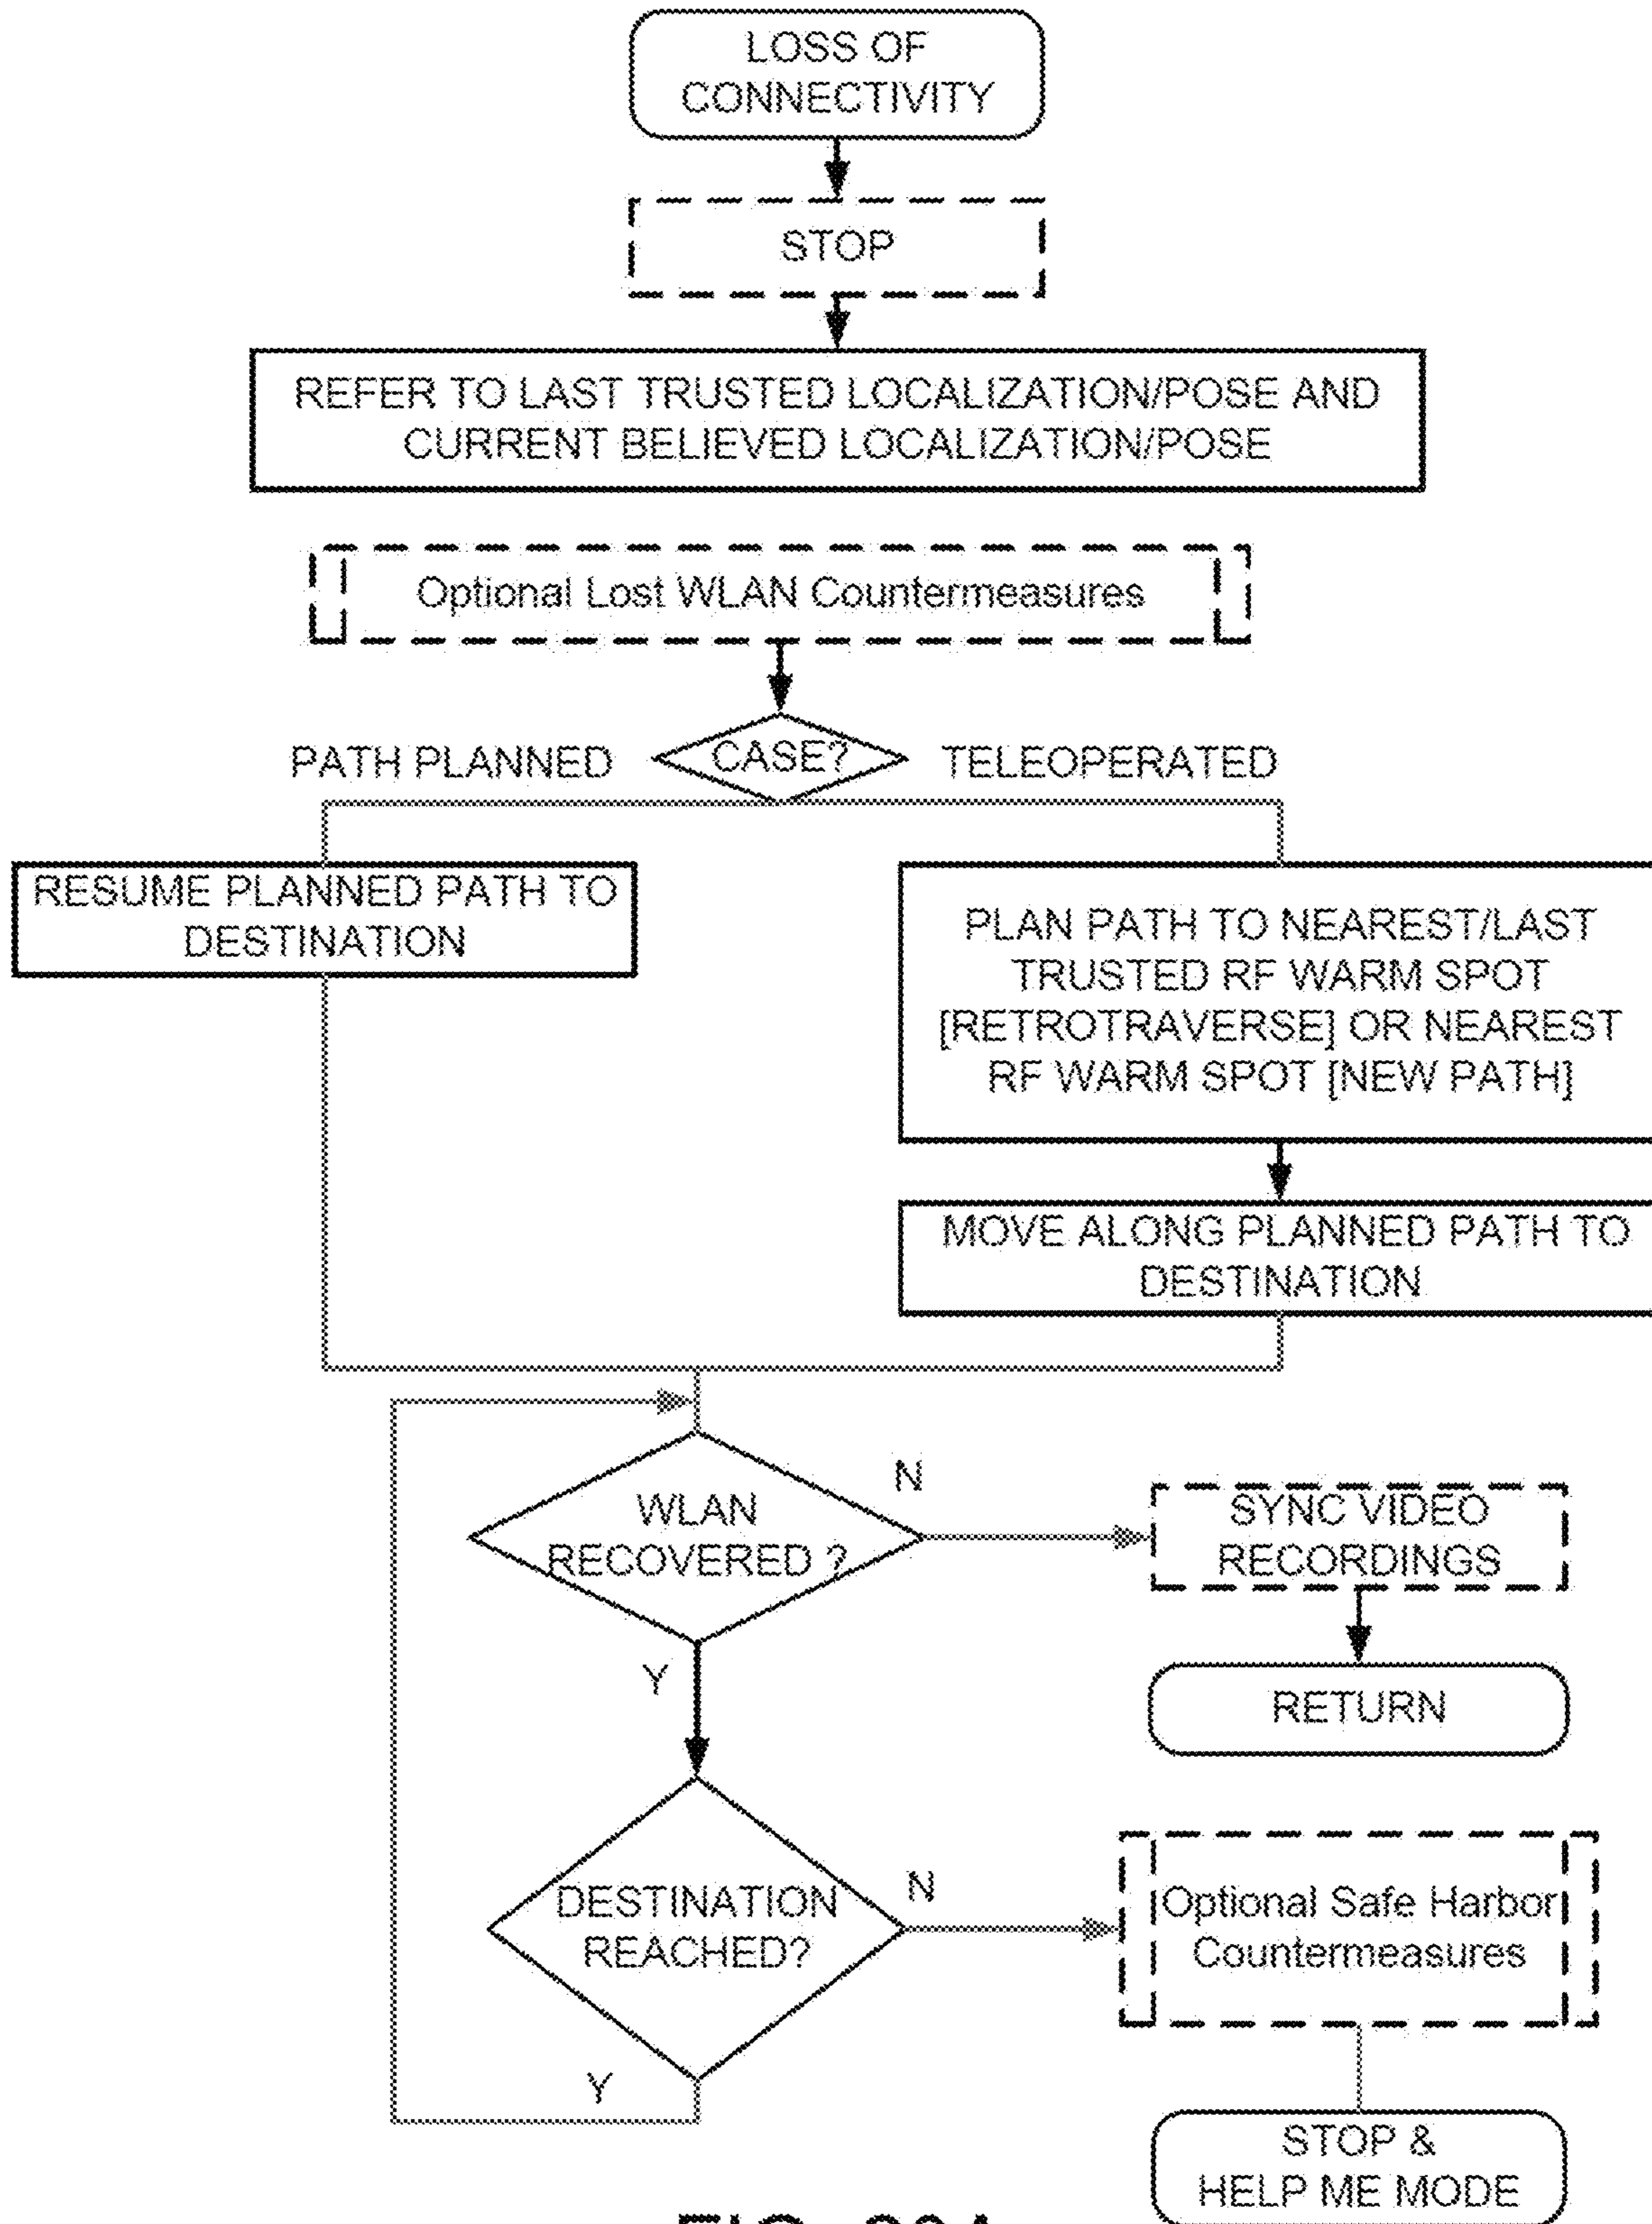 LOSS OF
CONNECTIVITY
STOP
REFER TO LAST TRUSTED LOCALIZATION/POSE AND
CURRENT BELIEVED LOCALIZATION/POSE
Optional Lost WLAN Countermeasures
PATH PLANNED
CASE?
TELEOPERATED
RESUME PLANNED PATH TO
DESTINATION
PLAN PATH TO NEAREST/LAST
TRUSTED RF WARM SPOT
[RETROTRAVERSE] OR NEAREST
RF WARM SPOT [NEW PATH]
MOVE ALONG PLANNED PATH TO
DESTINATION
WLAN
RECOVERED ?
N
SYNC VIDEO
RECORDINGS
Y
RETURN
DESTINATION
REACHED?
N
Optional Safe Harbor
Countermeasures
Y
STOP &
HELP ME MODE